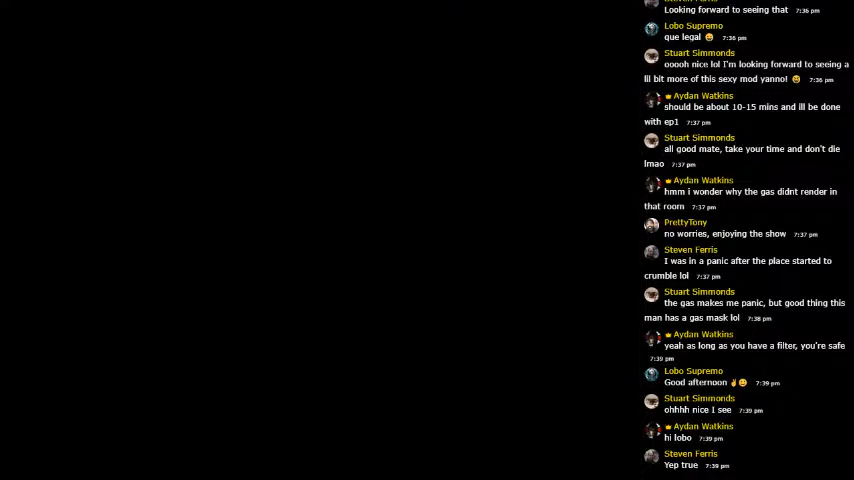 Looking forward to seeing that 7:36 pm
Lobo Supremo
que legal 😆 7:36 pm
Stuart Simmonds
ooooh nice lol I'm looking forward to seeing a
lil bit more of this sexy mod yanno! 😆 7:36 pm
Aydan Watkins
should be about 10-15 mins and ill be done
with ep1 7:37 pm
Stuart Simmonds
all good mate, take your time and don't die
lmao 7:37 pm
Aydan Watkins
hmm i wonder why the gas didnt render in
that room 7:37 pm
PrettyTony
no worries, enjoying the show 7:37 pm
Steven Ferris
I was in a panic after the place started to
crumble lol 7:37 pm
Stuart Simmonds
the gas makes me panic, but good thing this
man has a gas mask lol 7:38 pm
Aydan Watkins
yeah as long as you have a filter, you're safe
7:39 pm
Lobo Supremo
Good afternoon ✌😃 7:39 pm
Stuart Simmonds
ohhhh nice I see 7:39 pm
Aydan Watkins
hi lobo 7:39 pm
Steven Ferris
Yep true 7:39 pm